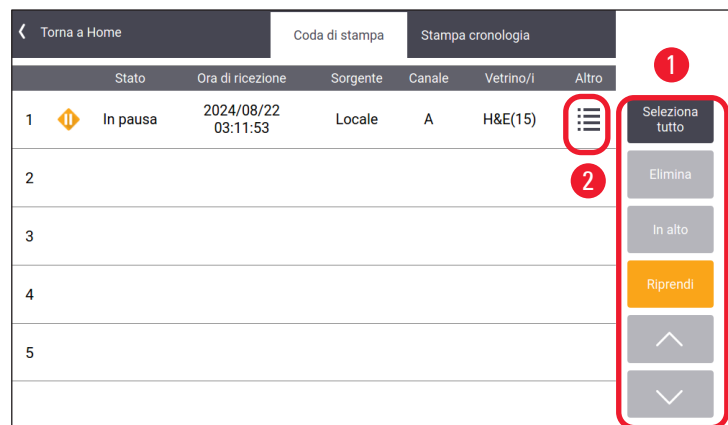 Torna a Home
Coda di stampa
Stampa cronologia
1
Stato
Ora di ricezione
Sorgente
Canale
Vetrino/i
Altro
1
In pausa
2024/08/22
03:11:53
Locale
A
H&E(15)
Seleziona
tutto
2
2
Elimina
3
In alto
4
Riprendi
5